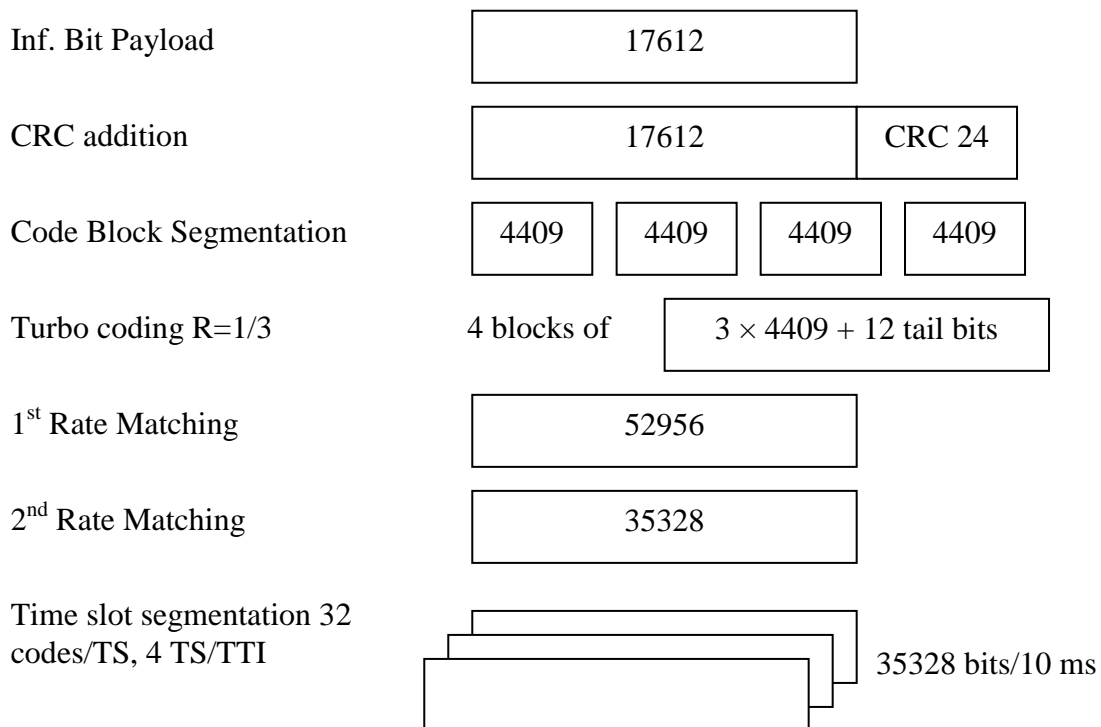 Inf. Bit Payload
17612
CRC addition
17612
CRC 24
Code Block Segmentation
4409
4409
4409
4409
Turbo coding R=1/3
4 blocks of
3 × 4409 + 12 tail bits
1st Rate Matching
52956
2nd Rate Matching
35328
Time slot segmentation 32
codes/TS, 4 TS/TTI
35328 bits/10 ms